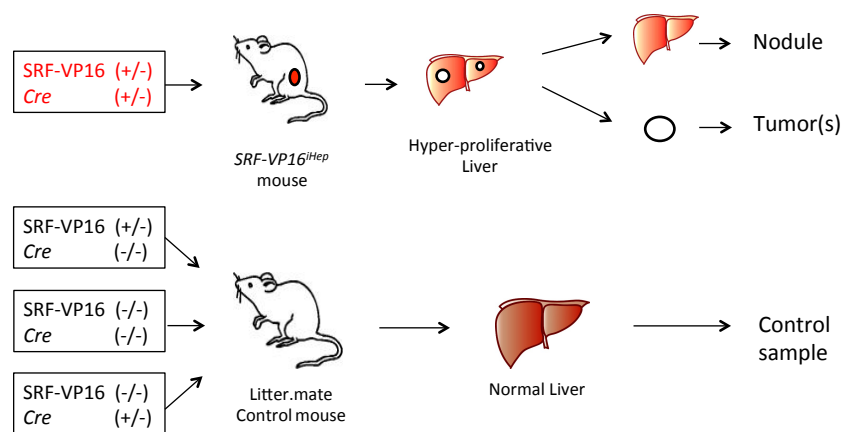 SRF-VP16 (+/-)
Cre (+/-)
SRF-VP16iHep
mouse
Hyper-proliferative
Liver
Nodule
Tumor(s)
SRF-VP16 (+/-)
Cre (-/-)
SRF-VP16 (-/-)
Cre (-/-)
SRF-VP16 (-/-)
Cre (+/-)
Litter.mate
Control mouse
Normal Liver
Control
sample